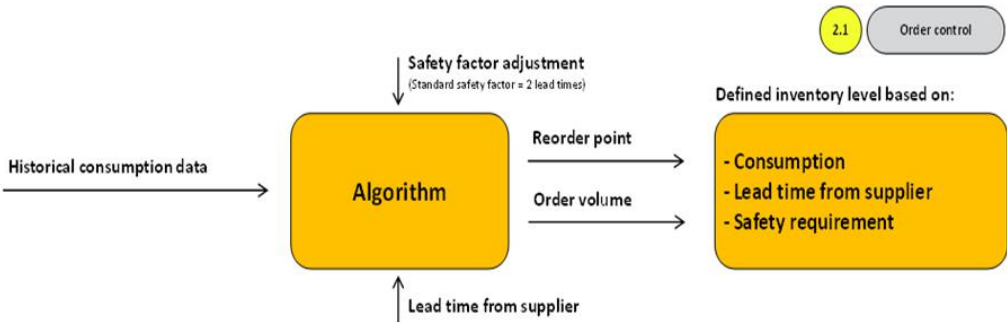 2.1
Order control
Safety factor adjustment
(Standard safety factor = 2 lead times)
Defined inventory level based on:
Historical consumption data
Algorithm
Reorder point
Order volume
- Consumption
- Lead time from supplier
- Safety requirement
Lead time from supplier